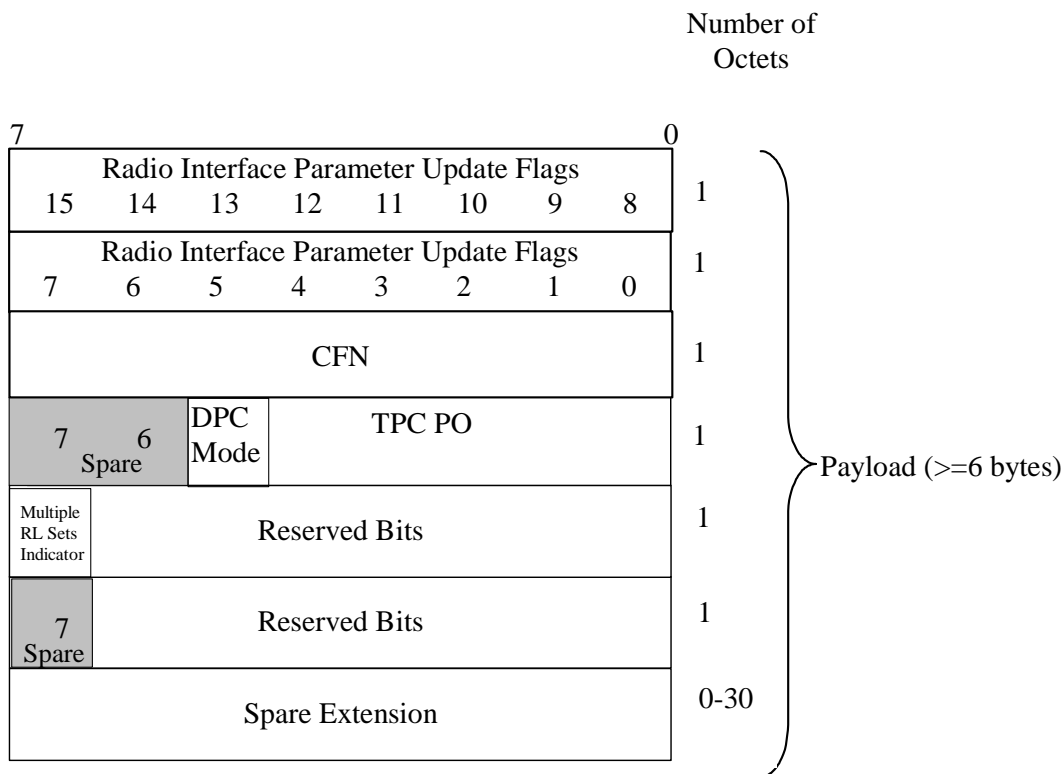 Number of
Octets
7 0
Radio Interface Parameter Update Flags
15 14 13 12 11 10 9 8
1
Radio Interface Parameter Update Flags
7 6 5 4 3 2 1 0
1
CFN
1
7 6
Spare
DPC
Mode
TPC PO
1
Payload (>=6 bytes)
Multiple
RL Sets
Indicator
Reserved Bits
1
7
Spare
Reserved Bits
1
Spare Extension
0-30